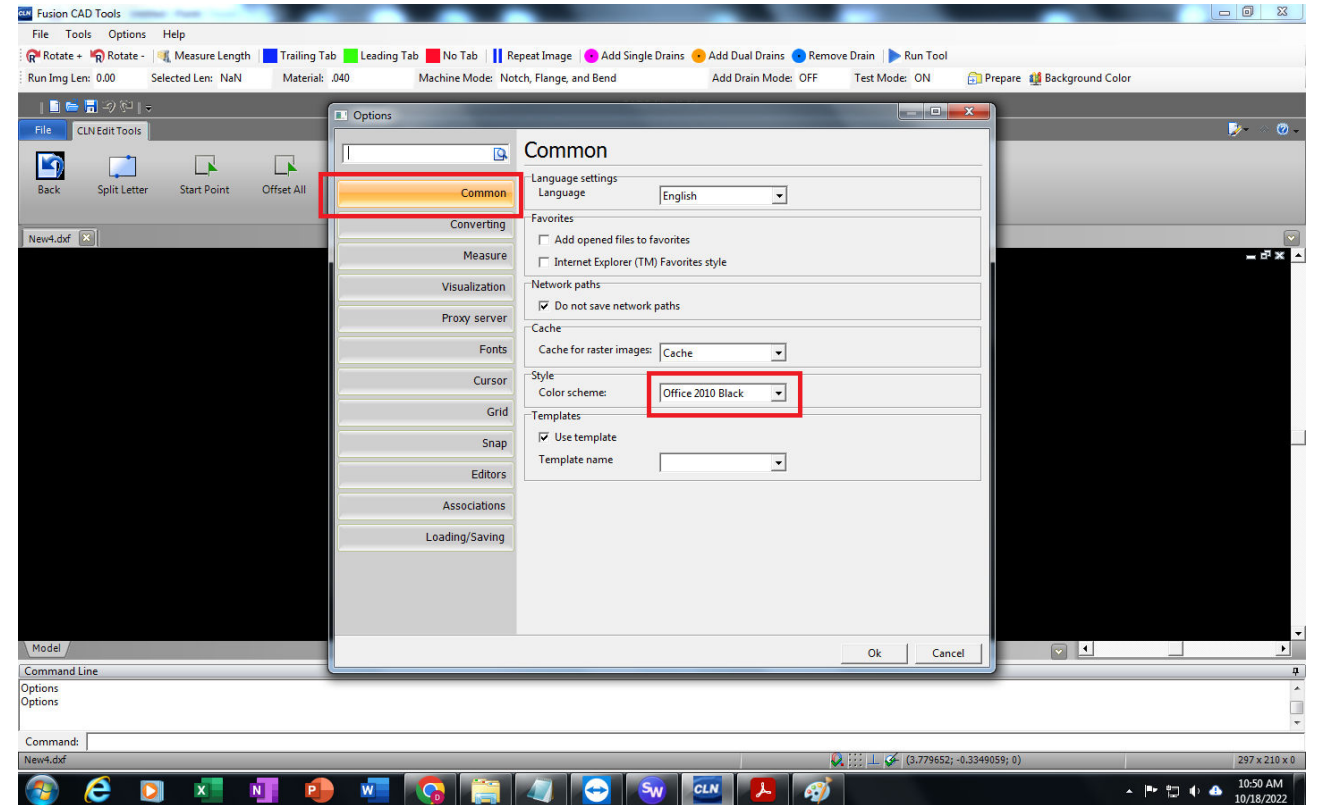 CLN Fusion CAD Tools
File Tools Options Help
Rotate + Rotate - Measure Length Trailing Tab Leading Tab No Tab Repeat Image Add Single Drains Add Dual Drains Remove Drain Run Tool
Run Img Len: 0.00 Selected Len: NaN Material: .040 Machine Mode: Notch, Flange, and Bend Add Drain Mode: OFF Test Mode: ON Prepare Background Color
File CLN Edit Tools
Back Split Letter Start Point Offset All
New4.dxf
Options
Common
Converting
Measure
Visualization
Proxy server
Fonts
Cursor
Grid
Snap
Editors
Associations
Loading/Saving
Common
Language settings
Language English
Favorites
Add opened files to favorites
Internet Explorer (TM) Favorites style
Network paths
Do not save network paths
Cache
Cache for raster images: Cache
Style
Color scheme: Office 2010 Black
Templates
Use template
Template name
Ok Cancel
Model
Command Line
Options
Options
Command:
New4.dxf (3.779652; -0.3349059; 0) 297 x 210 x 0
X N P W SW CLN
10:50 AM
10/18/2022